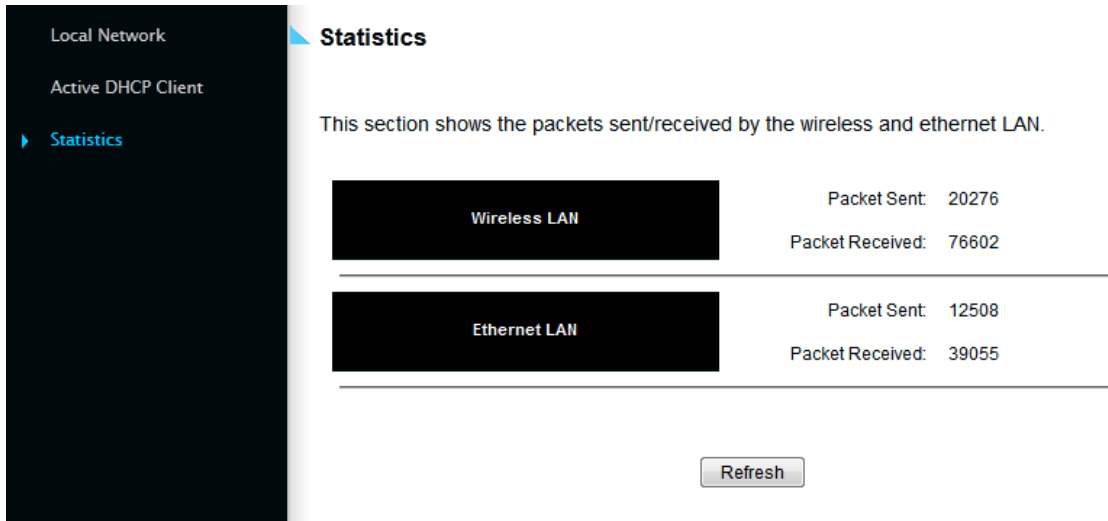 Local Network
Active DHCP Client
Statistics
Statistics
This section shows the packets sent/received by the wireless and ethernet LAN.
Wireless LAN
Packet Sent: 20276
Packet Received: 76602
Ethernet LAN
Packet Sent: 12508
Packet Received: 39055
Refresh